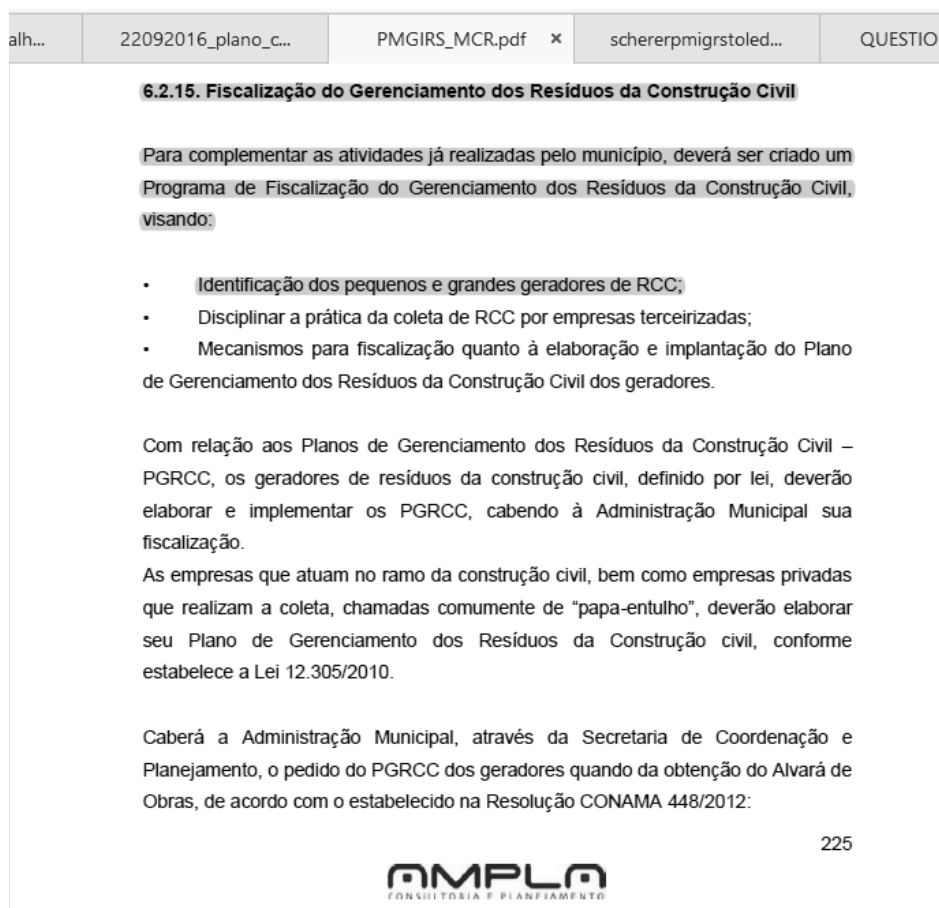 alh...
22092016_plano_c...
PMGIRS_MCR.pdf ×
schererpmigrstoled...
QUESTIO
6.2.15. Fiscalização do Gerenciamento dos Resíduos da Construção Civil
Para complementar as atividades já realizadas pelo município, deverá ser criado um
Programa de Fiscalização do Gerenciamento dos Resíduos da Construção Civil,
visando:
• Identificação dos pequenos e grandes geradores de RCC;
• Disciplinar a prática da coleta de RCC por empresas terceirizadas;
• Mecanismos para fiscalização quanto à elaboração e implantação do Plano
de Gerenciamento dos Resíduos da Construção Civil dos geradores.
Com relação aos Planos de Gerenciamento dos Resíduos da Construção Civil –
PGRCC, os geradores de resíduos da construção civil, definido por lei, deverão
elaborar e implementar os PGRCC, cabendo à Administração Municipal sua
fiscalização.
As empresas que atuam no ramo da construção civil, bem como empresas privadas
que realizam a coleta, chamadas comumente de “papa-entulho”, deverão elaborar
seu Plano de Gerenciamento dos Resíduos da Construção civil, conforme
estabelece a Lei 12.305/2010.
Caberá a Administração Municipal, através da Secretaria de Coordenação e
Planejamento, o pedido do PGRCC dos geradores quando da obtenção do Alvará de
Obras, de acordo com o estabelecido na Resolução CONAMA 448/2012:
225
AMPLA
CONSULTORIA E PLANEJAMENTO